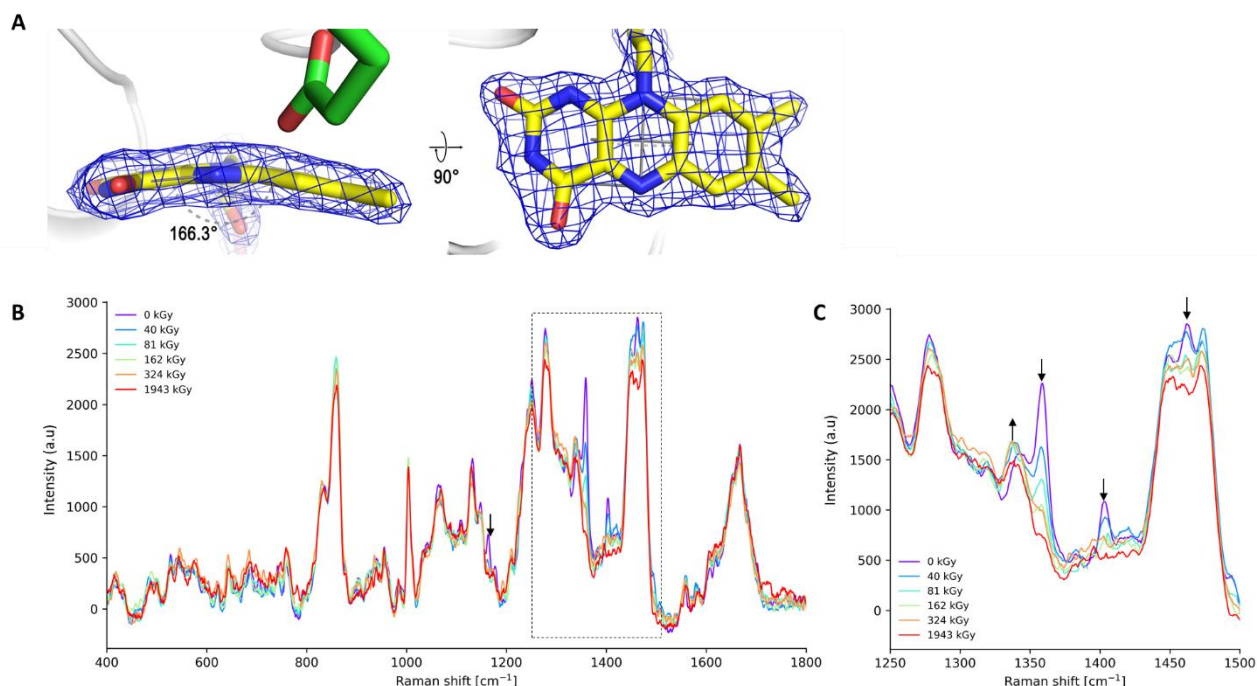 A
166.3°
90°
B
Intensity (a.u)
3000
2500
2000
1500
1000
500
0
0 kGy
40 kGy
81 kGy
162 kGy
324 kGy
1943 kGy
400
600
800
1000
1200
1400
1600
1800
Raman shift [cm⁻¹]
C
Intensity (a.u)
3000
2500
2000
1500
1000
500
0
0 kGy
40 kGy
81 kGy
162 kGy
324 kGy
1943 kGy
1250
1300
1350
1400
1450
1500
Raman shift [cm⁻¹]